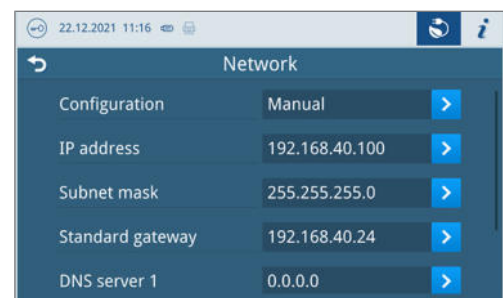 22.12.2021 11:16
i
Network
Configuration Manual
IP address 192.168.40.100
Subnet mask 255.255.255.0
Standard gateway 192.168.40.24
DNS server 1 0.0.0.0